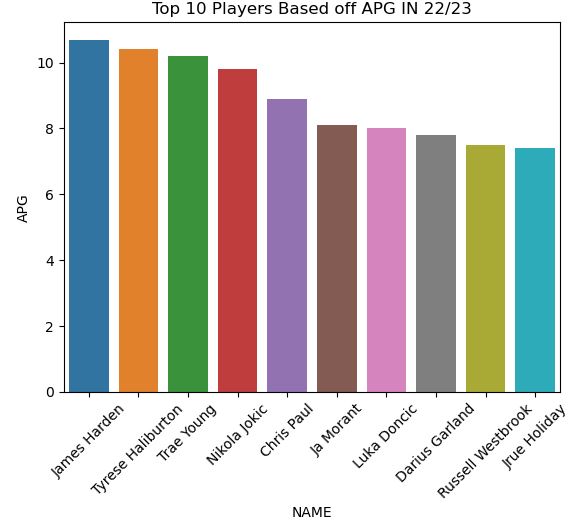 Top 10 Players Based off APG IN 22/23
APG
10
8
6
4
2
0
James Harden
Tyrese Haliburton
Trae Young
Nikola Jokic
Chris Paul
Ja Morant
Luka Doncic
Darius Garland
Russell Westbrook
Jrue Holiday
NAME